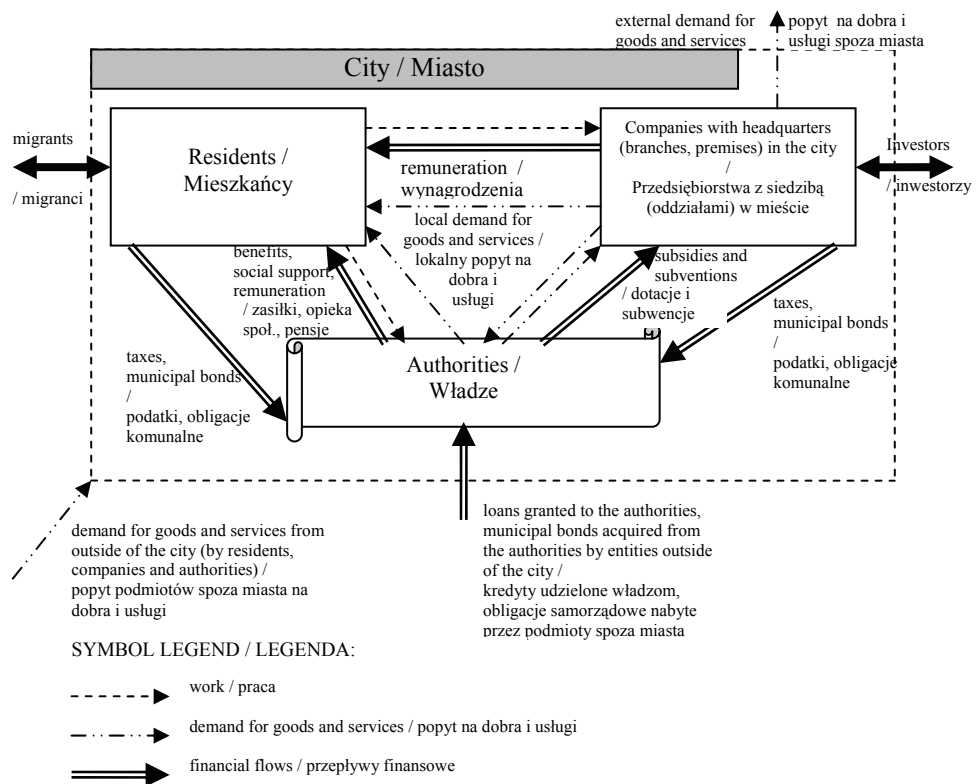 external demand for
goods and services
popyt na dobra i
usługi spoza miasta
City / Miasto
migrants
/ migranci
Residents /
Mieszkańcy
Companies with headquarters
(branches, premises) in the city
/
Przedsiębiorstwa z siedzibą
(oddziałami) w mieście
Investors
/ inwestorzy
remuneration /
wynagrodzenia
local demand for
goods and services /
lokalny popyt na
dobra i
usługi
benefits,
social support,
remuneration
/ zasiłki, opieka
społ., pensje
subsidies and
subventions
/ dotacje i
subwencje
taxes,
municipal bonds
/
podatki, obligacje
komunalne
Authorities /
Władze
taxes,
municipal bonds
/
podatki, obligacje
komunalne
demand for goods and services from
outside of the city (by residents,
companies and authorities) /
popyt podmiotów spoza miasta na
dobra i usługi
loans granted to the authorities,
municipal bonds acquired from
the authorities by entities outside
of the city /
kredyty udzielone władzom,
obligacje samorządowe nabyte
przez podmioty spoza miasta
SYMBOL LEGEND / LEGENDA:
work / praca
demand for goods and services / popyt na dobra i usługi
financial flows / przepływy finansowe